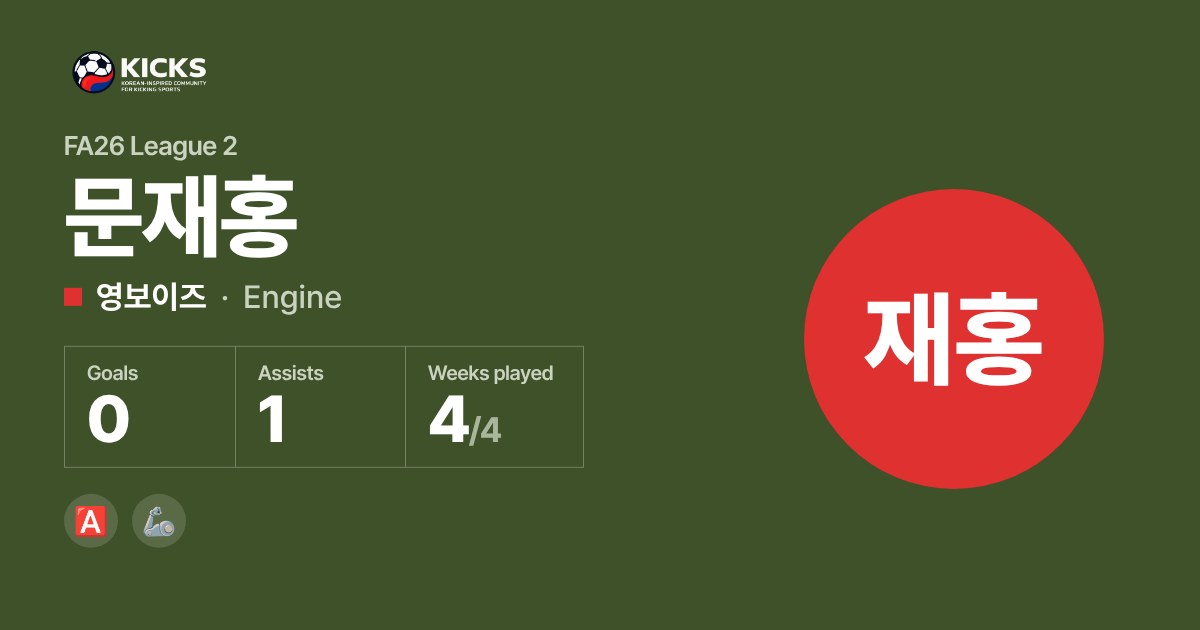 KICKS
KOREAN-INSPIRED COMMUNITY
FOR KICKING SPORTS
FA26 League 2
문재홍
영보이즈 · Engine
Goals
0
Assists
1
Weeks played
4/4
A
재홍